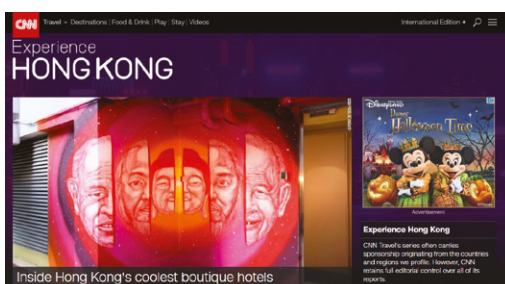 CNN Travel Destinations | Food & Drink | Play | Stay | Videos International Edition
Experience
HONG KONG
Disneyland
Disney
Halloween Time
Advertisement
Inside Hong Kong's coolest boutique hotels
Experience Hong Kong
CNN Travel's series often carries
sponsorship originating from the countries
and regions we profile. However, CNN
retains full editorial control over all of its
reports.